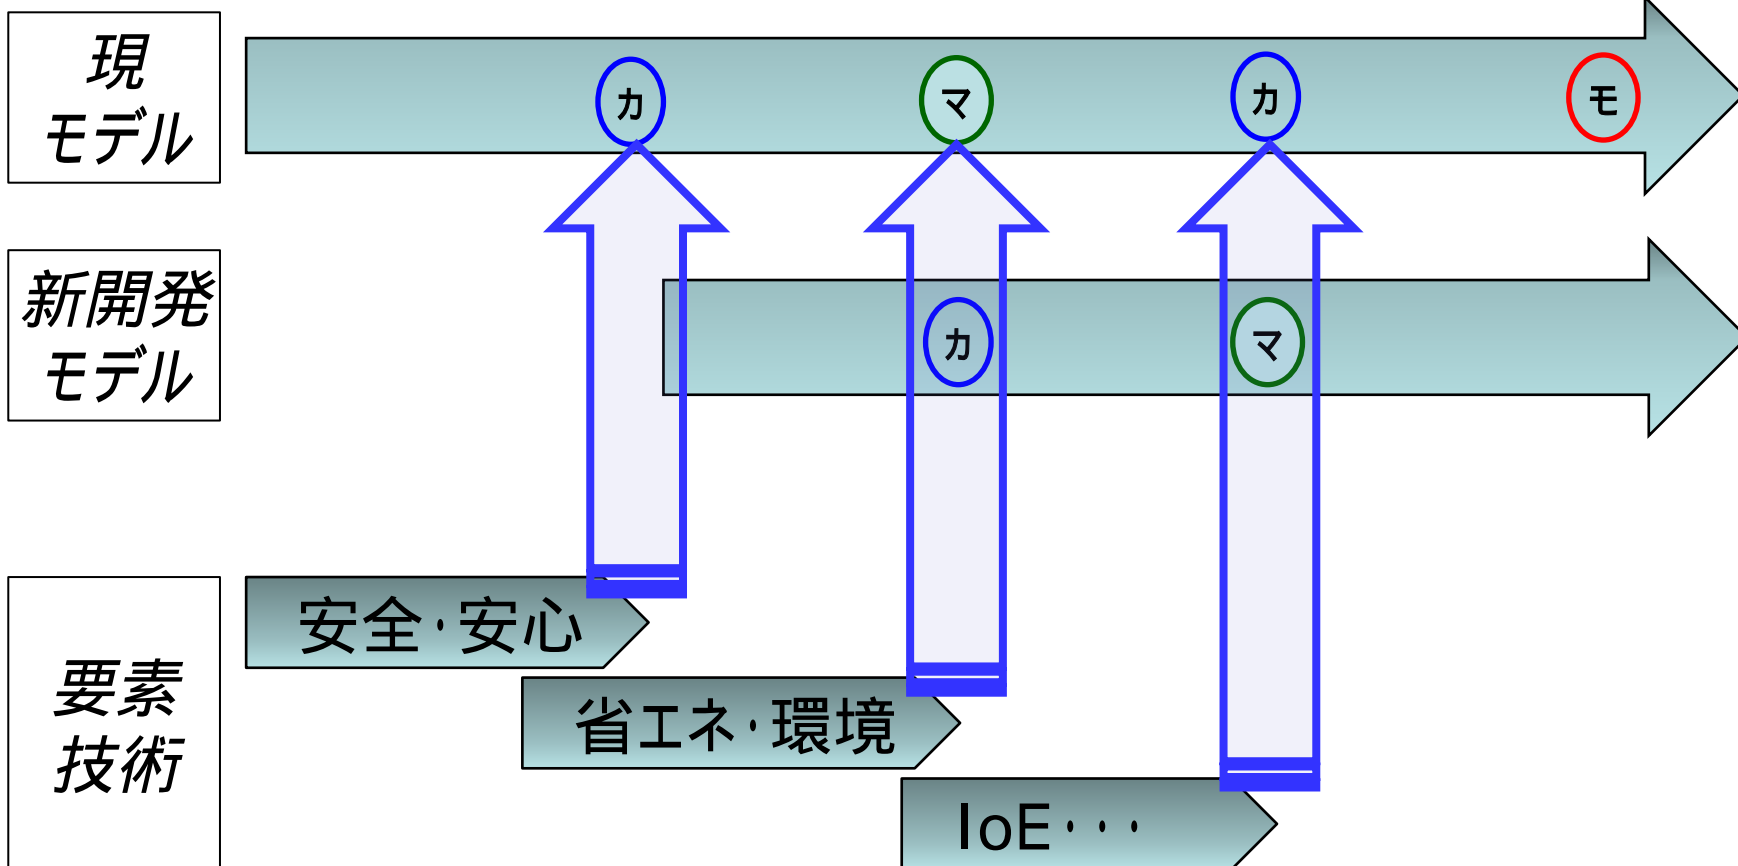 現
モデル
カ マ カ モ
新開発
モデル
カ マ
要素
技術
安全・安心
省エネ・環境
IoE・・・